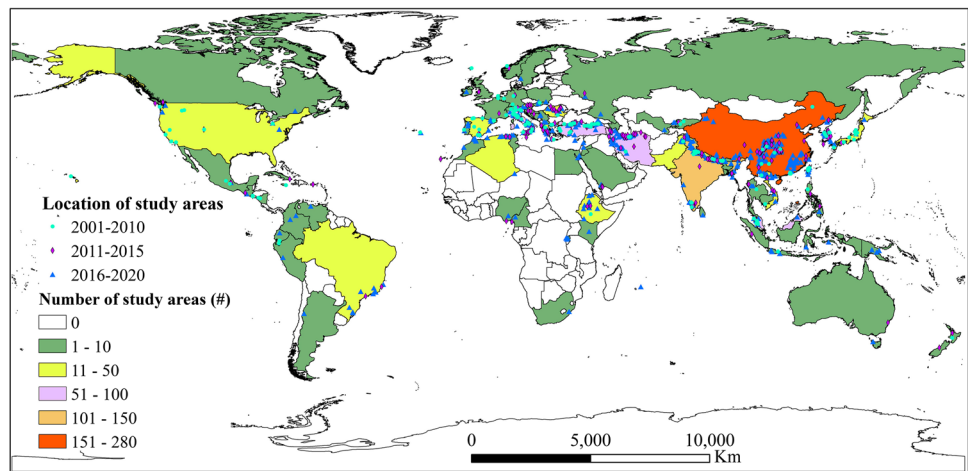 Location of study areas
2001-2010
2011-2015
2016-2020
Number of study areas (#)
0
1 - 10
11 - 50
51 - 100
101 - 150
151 - 280
0 5,000 10,000
Km